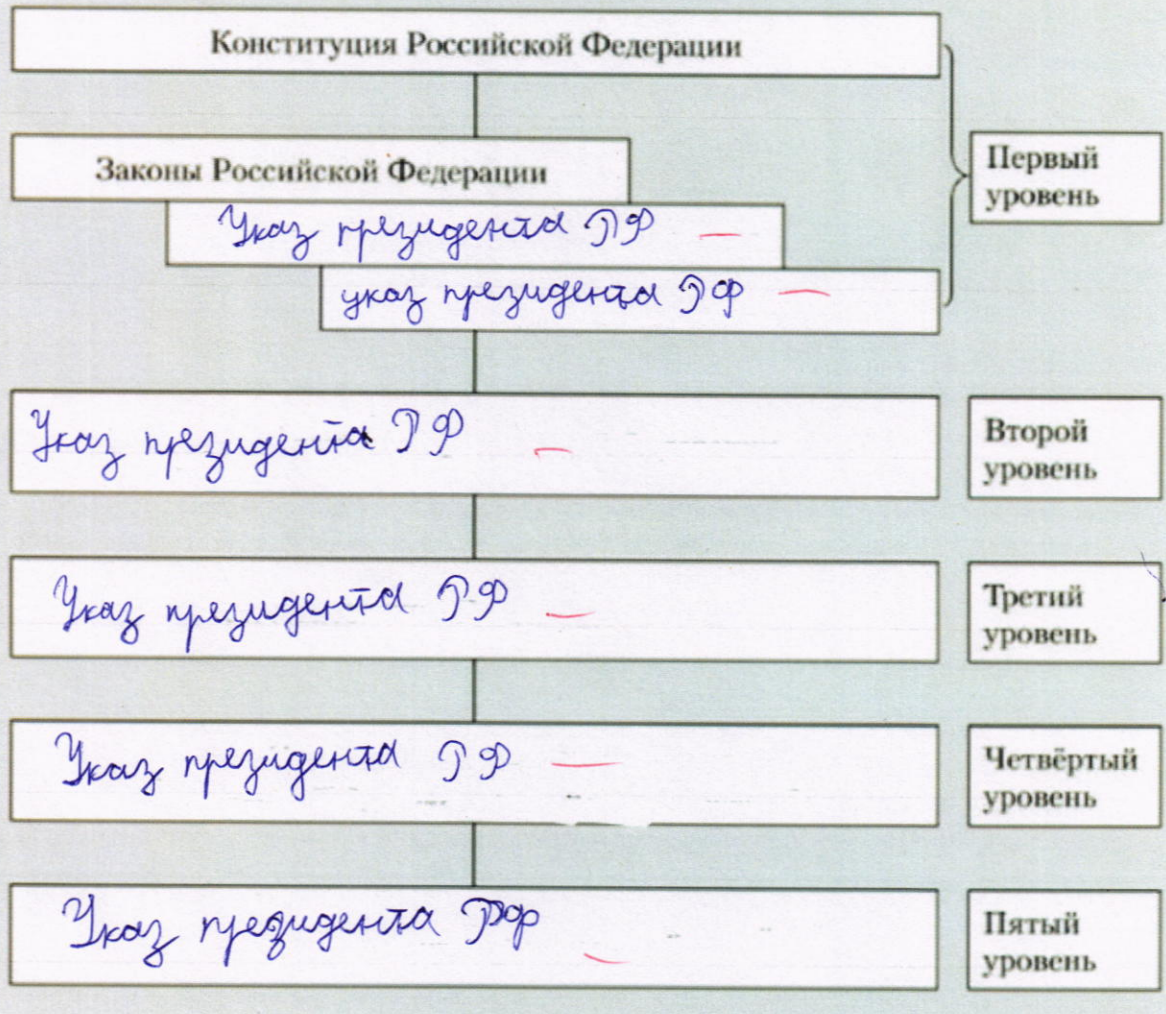 Конституция Российской Федерации
Законы Российской Федерации
Первый
уровень
Указ президента РФ —
указ президента РФ —
Указ президента РФ —
Второй
уровень
Указ президента РФ —
Третий
уровень
Указ президента РФ —
Четвёртый
уровень
Указ президента РФ —
Пятый
уровень